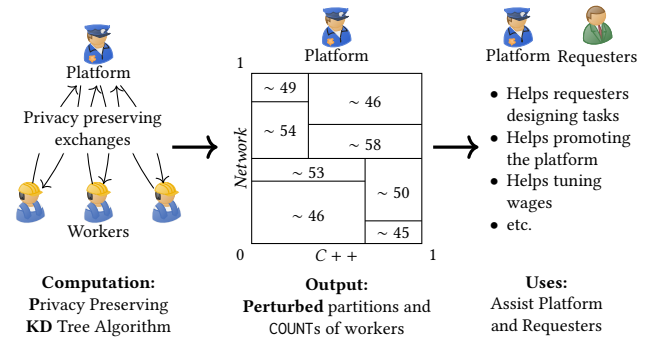 Platform
Privacy preserving
exchanges
Workers
Computation:
Privacy Preserving
KD Tree Algorithm
Platform
1
Network
~ 49
~ 46
~ 54
~ 58
~ 53
~ 50
~ 46
~ 45
0
C + +
1
Output:
Perturbed partitions and
COUNTs of workers
Platform
Requesters
• Helps requesters
designing tasks
• Helps promoting
the platform
• Helps tuning
wages
• etc.
Uses:
Assist Platform
and Requesters